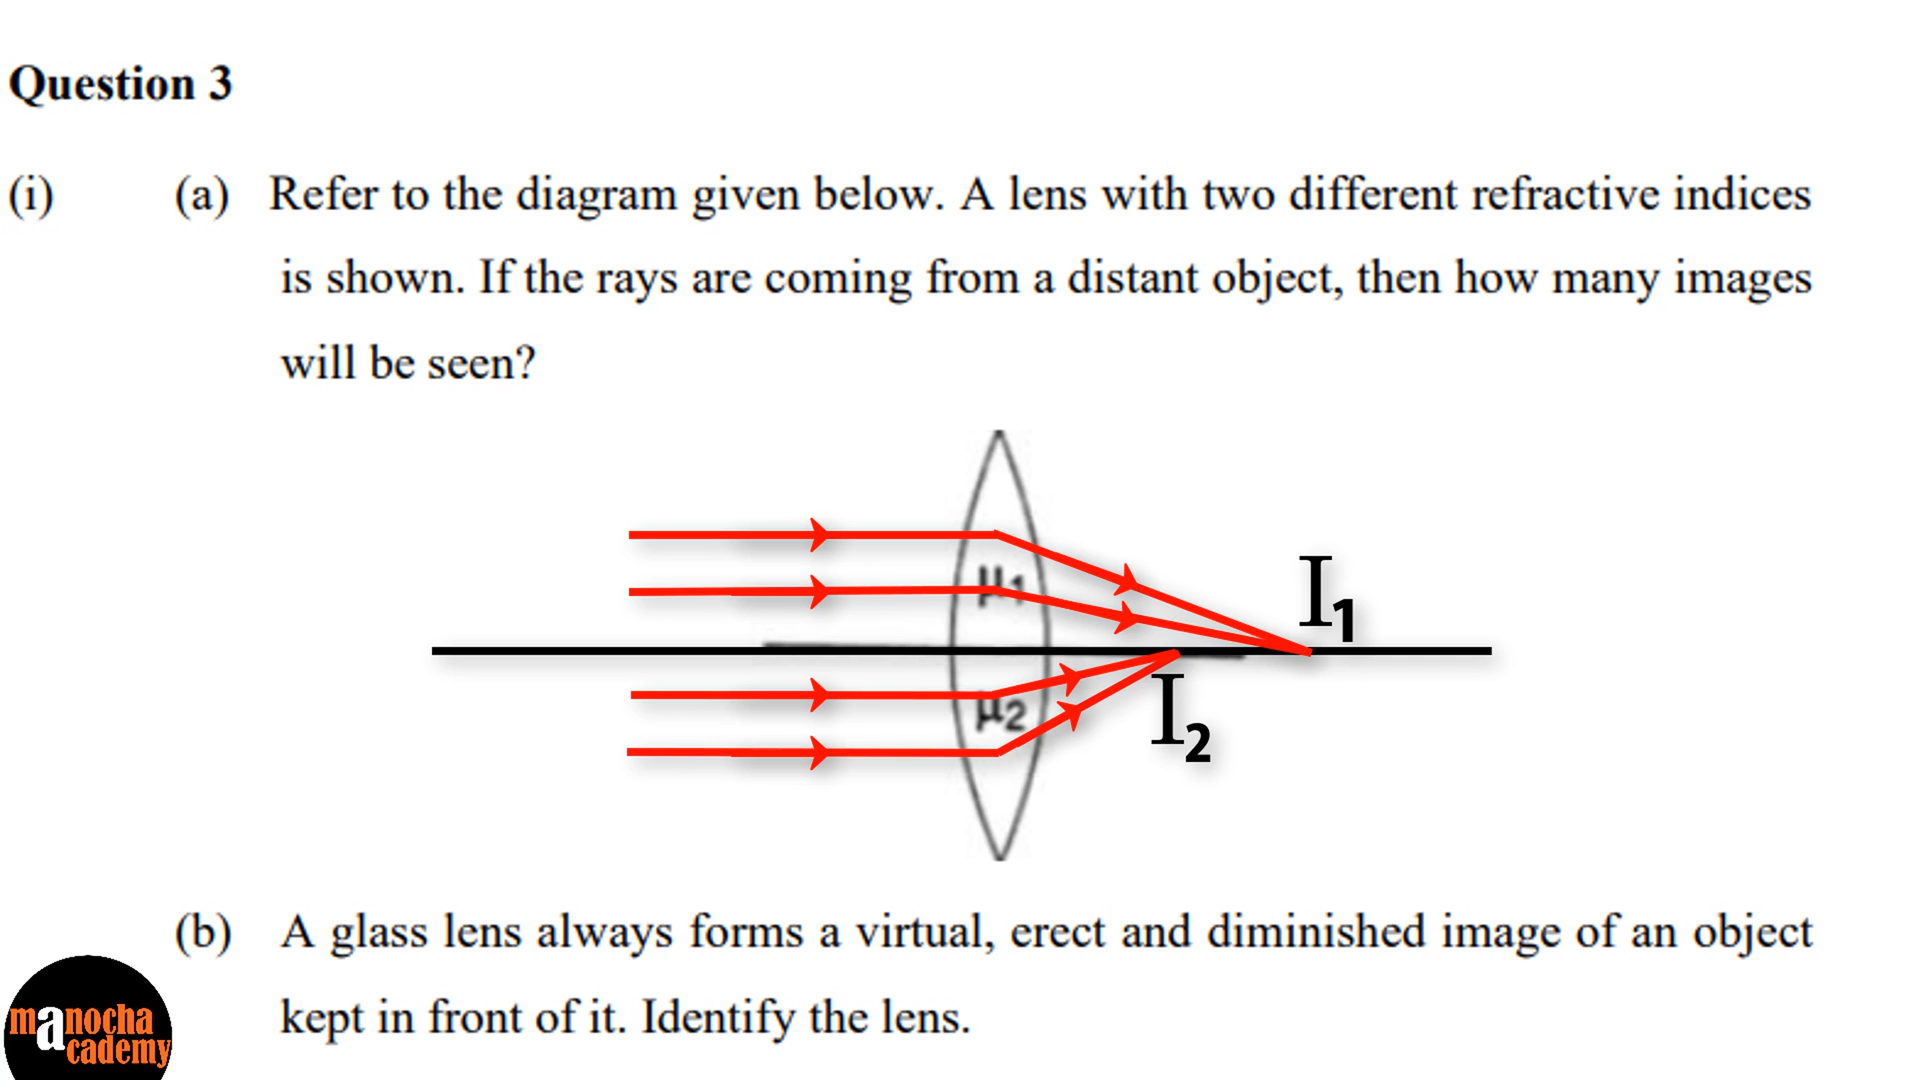 Question 3
(i) (a) Refer to the diagram given below. A lens with two different refractive indices
is shown. If the rays are coming from a distant object, then how many images
will be seen?
μ1
I1
μ2
I2
(b) A glass lens always forms a virtual, erect and diminished image of an object
kept in front of it. Identify the lens.
manocha
academy